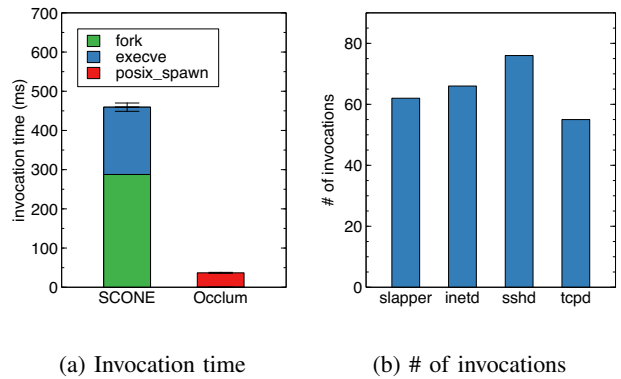 700
600
500
400
300
200
100
0
invocation time (ms)
fork
execve
posix_spawn
SCONE Occlum
(a) Invocation time
80
60
40
20
0
# of invocations
slapper inetd sshd tcpd
(b) # of invocations